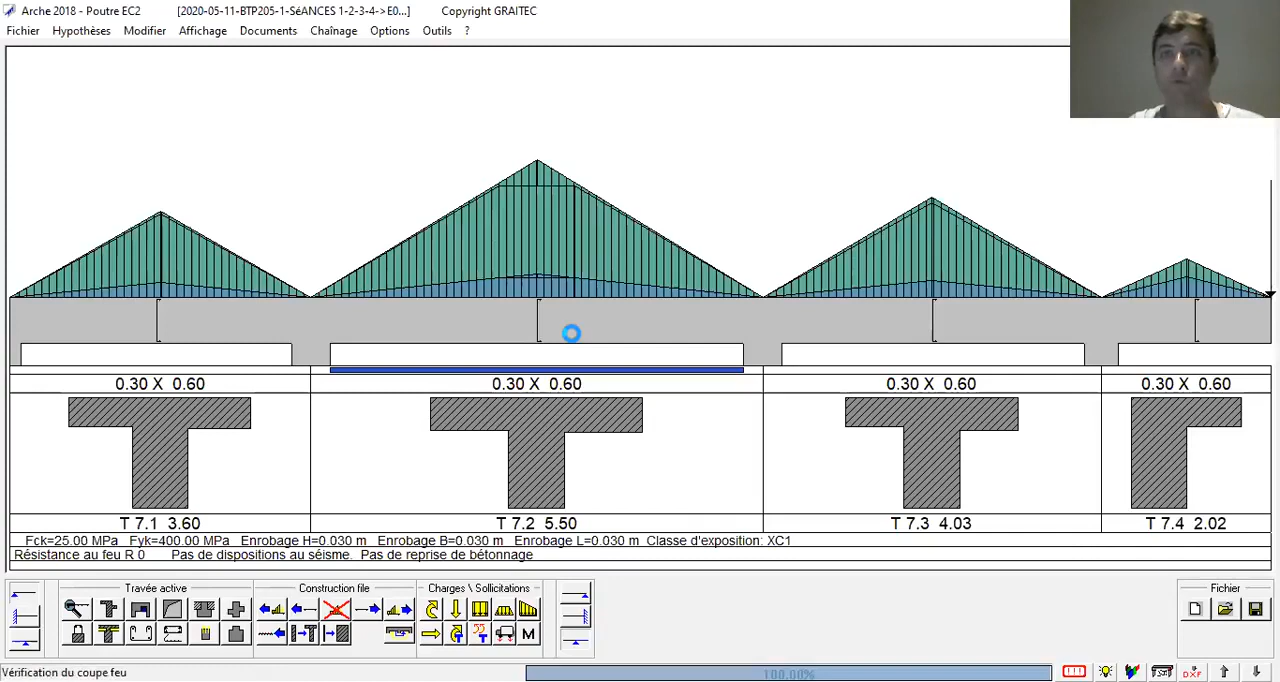 Arche 2018 - Poutre EC2 [2020-05-11-BTP205-1-SéANCES 1-2-3-4->E0...] Copyright GRAITEC
Fichier Hypothèses Modifier Affichage Documents Chaînage Options Outils ?
0.30 X 0.60 0.30 X 0.60 0.30 X 0.60 0.30 X 0.60
T 7.1 3.60 T 7.2 5.50 T 7.3 4.03 T 7.4 2.02
Fck=25.00 MPa Fyk=400.00 MPa Enrobage H=0.030 m Enrobage B=0.030 m Enrobage L=0.030 m Classe d'exposition: XC1
Résistance au feu R 0 Pas de dispositions au séisme. Pas de reprise de bétonnage
Travée active Construction file Charges \ Sollicitations Fichier
M
DXF
Vérification du coupe feu 100.00%